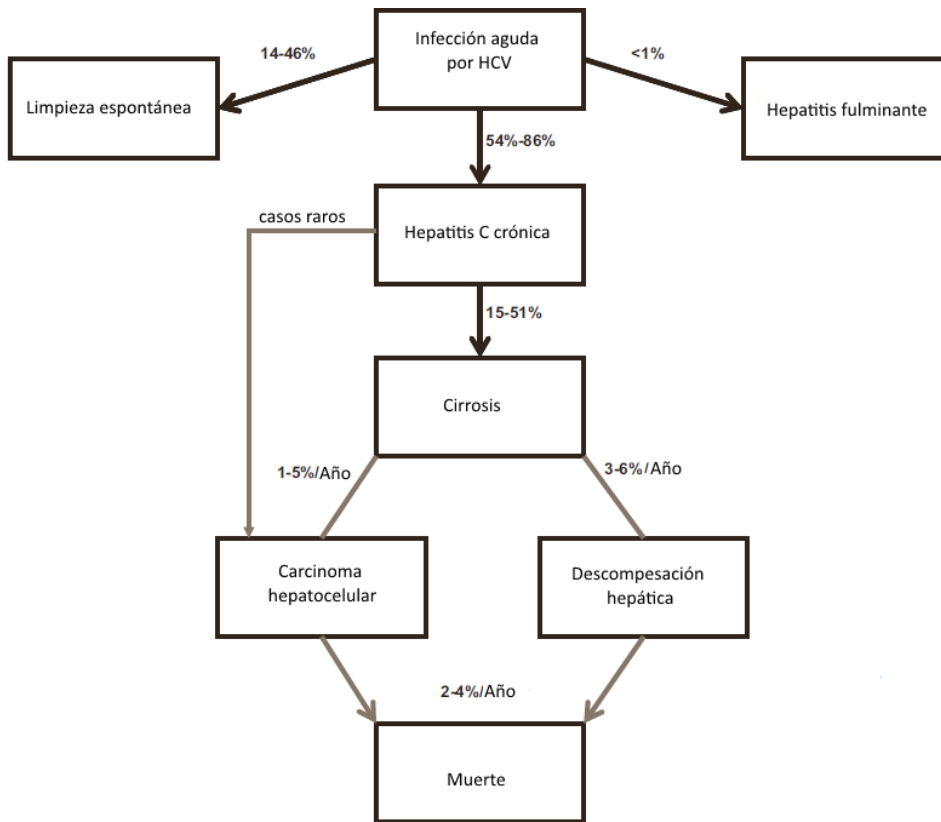 Infección aguda
por HCV
14-46%
<1%
Limpieza espontánea
Hepatitis fulminante
54%-86%
casos raros
Hepatitis C crónica
15-51%
Cirrosis
1-5%/Año
3-6%/Año
Carcinoma
hepatocelular
Descompesación
hepática
2-4%/Año
Muerte